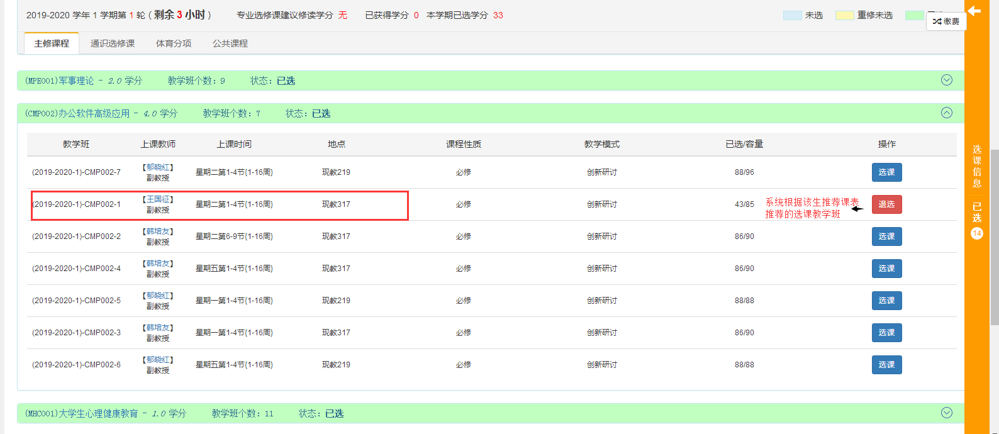 2019-2020 学年 1 学期第 1 轮 ( 剩余 3 小时 ) 专业选修课建议修读学分 无 已获得学分 0 本学期已选学分 33 未选 重修未选
缴费
主修课程 通识选修课 体育分项 公共课程
(MPE001)军事理论 - 2.0 学分 教学班个数：9 状态：已选
(CMP002)办公软件高级应用 - 4.0 学分 教学班个数：7 状态：已选
教学班 上课教师 上课时间 地点 课程性质 教学模式 已选/容量 操作
(2019-2020-1)-CMP002-7 【郁晓红】 副教授 星期二第1-4节{1-16周} 现教219 必修 创新研讨 88/96 选课
(2019-2020-1)-CMP002-1 【王国征】 副教授 星期二第1-4节{1-16周} 现教317 必修 创新研讨 43/85 退选
系统根据该生推荐课表
推荐的选课教学班
(2019-2020-1)-CMP002-2 【韩培友】 副教授 星期二第6-9节{1-16周} 现教317 必修 创新研讨 86/90 选课
(2019-2020-1)-CMP002-4 【韩培友】 副教授 星期五第1-4节{1-16周} 现教317 必修 创新研讨 86/90 选课
(2019-2020-1)-CMP002-5 【郁晓红】 副教授 星期一第1-4节{1-16周} 现教219 必修 创新研讨 88/88 选课
(2019-2020-1)-CMP002-3 【韩培友】 副教授 星期一第1-4节{1-16周} 现教317 必修 创新研讨 86/90 选课
(2019-2020-1)-CMP002-6 【郁晓红】 副教授 星期五第1-4节{1-16周} 现教219 必修 创新研讨 88/88 选课
(MHC001)大学生心理健康教育 - 1.0 学分 教学班个数：11 状态：已选
选课信息
已选
14